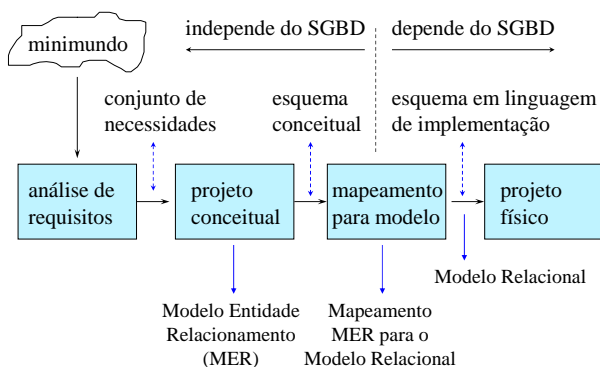 minimundo
independe do SGBD
depende do SGBD
conjunto de
necessidades
esquema
conceitual
esquema em linguagem
de implementação
análise de
requisitos
projeto
conceitual
mapeamento
para modelo
projeto
físico
Modelo Relacional
Modelo Entidade
Relacionamento
(MER)
Mapeamento
MER para o
Modelo Relacional